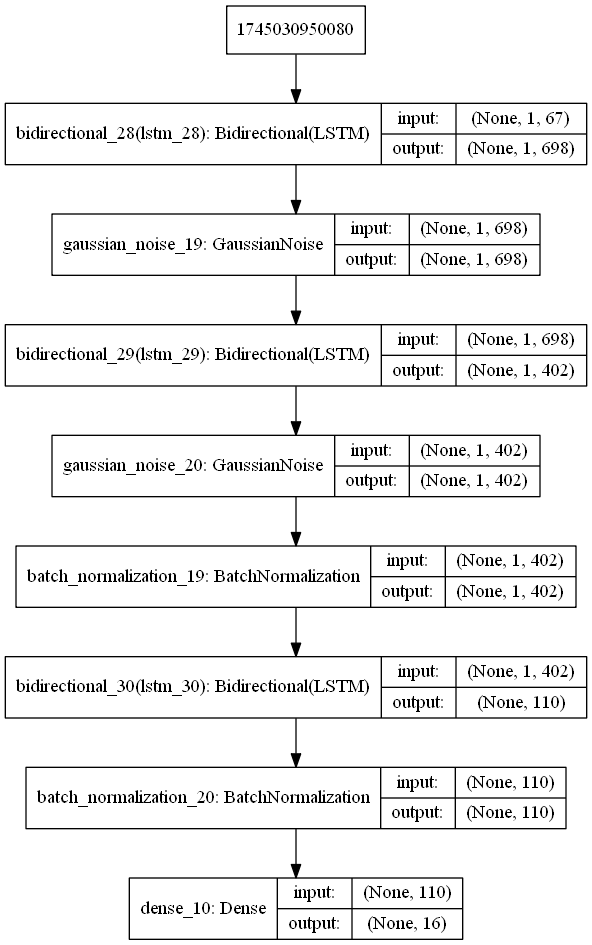 1745030950080
bidirectional_28(lstm_28): Bidirectional(LSTM)
input: (None, 1, 67)
output: (None, 1, 698)
gaussian_noise_19: GaussianNoise
input: (None, 1, 698)
output: (None, 1, 698)
bidirectional_29(lstm_29): Bidirectional(LSTM)
input: (None, 1, 698)
output: (None, 1, 402)
gaussian_noise_20: GaussianNoise
input: (None, 1, 402)
output: (None, 1, 402)
batch_normalization_19: BatchNormalization
input: (None, 1, 402)
output: (None, 1, 402)
bidirectional_30(lstm_30): Bidirectional(LSTM)
input: (None, 1, 402)
output: (None, 110)
batch_normalization_20: BatchNormalization
input: (None, 110)
output: (None, 110)
dense_10: Dense
input: (None, 110)
output: (None, 16)